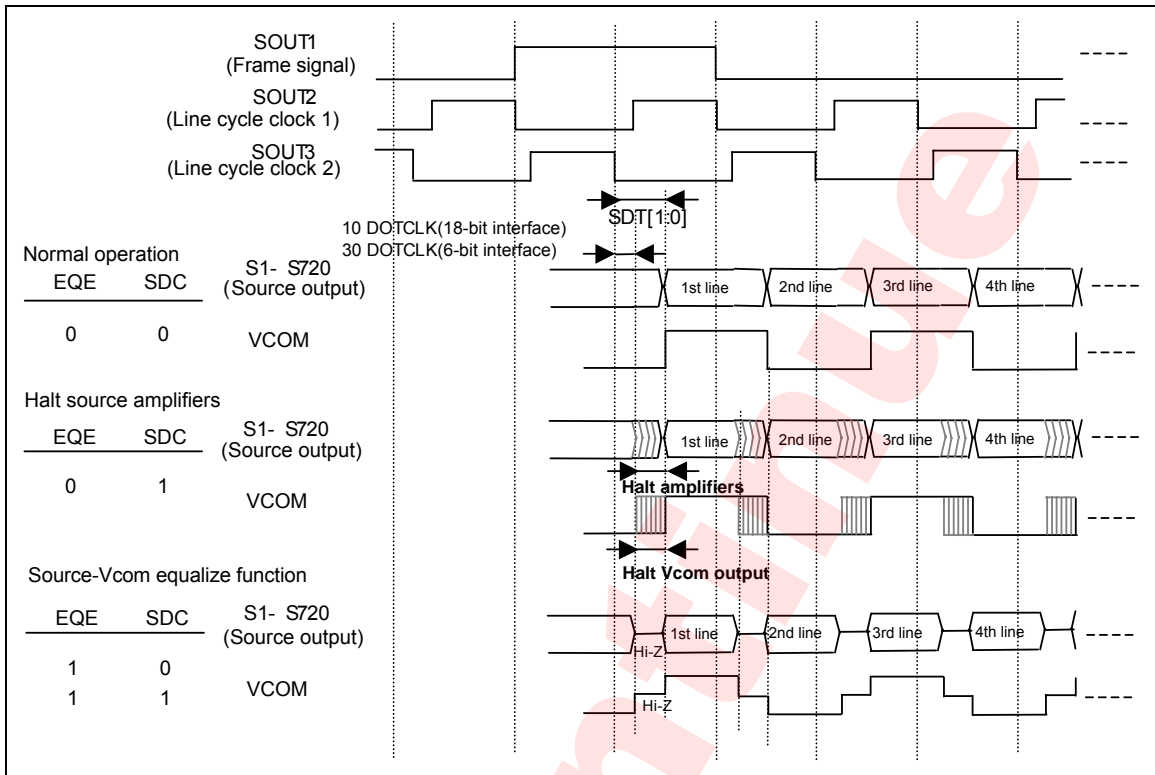 SOUT1
(Frame signal)
SOUT2
(Line cycle clock 1)
SOUT3
(Line cycle clock 2)
SDT[1:0]
10 DOTCLK(18-bit interface)
30 DOTCLK(6-bit interface)
Normal operation
EQE SDC
S1- S720
(Source output)
1st line 2nd line 3rd line 4th line
0 0
VCOM
Halt source amplifiers
EQE SDC
S1- S720
(Source output)
1st line 2nd line 3rd line 4th line
Halt amplifiers
0 1
VCOM
Halt Vcom output
Source-Vcom equalize function
EQE SDC
S1- S720
(Source output)
1st line 2nd line 3rd line 4th line
Hi-Z
1 0
1 1
VCOM
Hi-Z